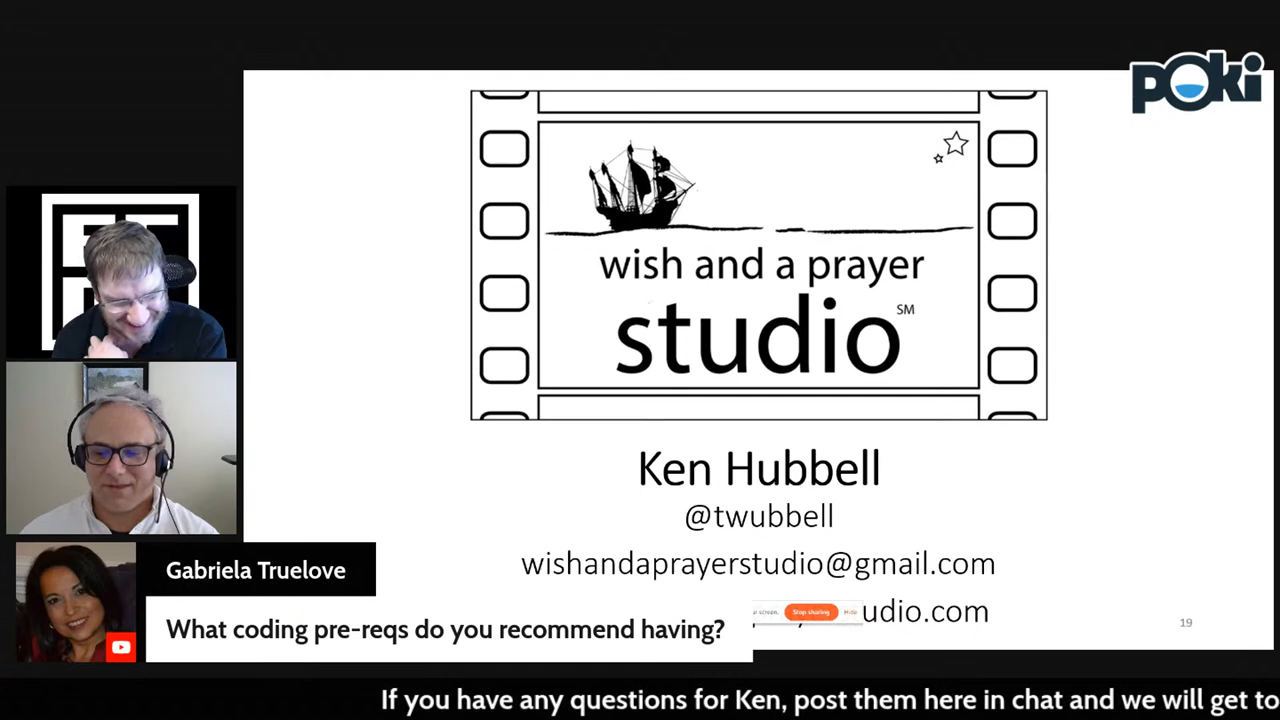 poki
wish and a prayer
studio
SM
Ken Hubbell
@twubbell
wishandaprayerstudio@gmail.com
screen.
Stop sharing
Hide
udio.com
19
Gabriela Truelove
What coding pre-reqs do you recommend having?
If you have any questions for Ken, post them here in chat and we will get to